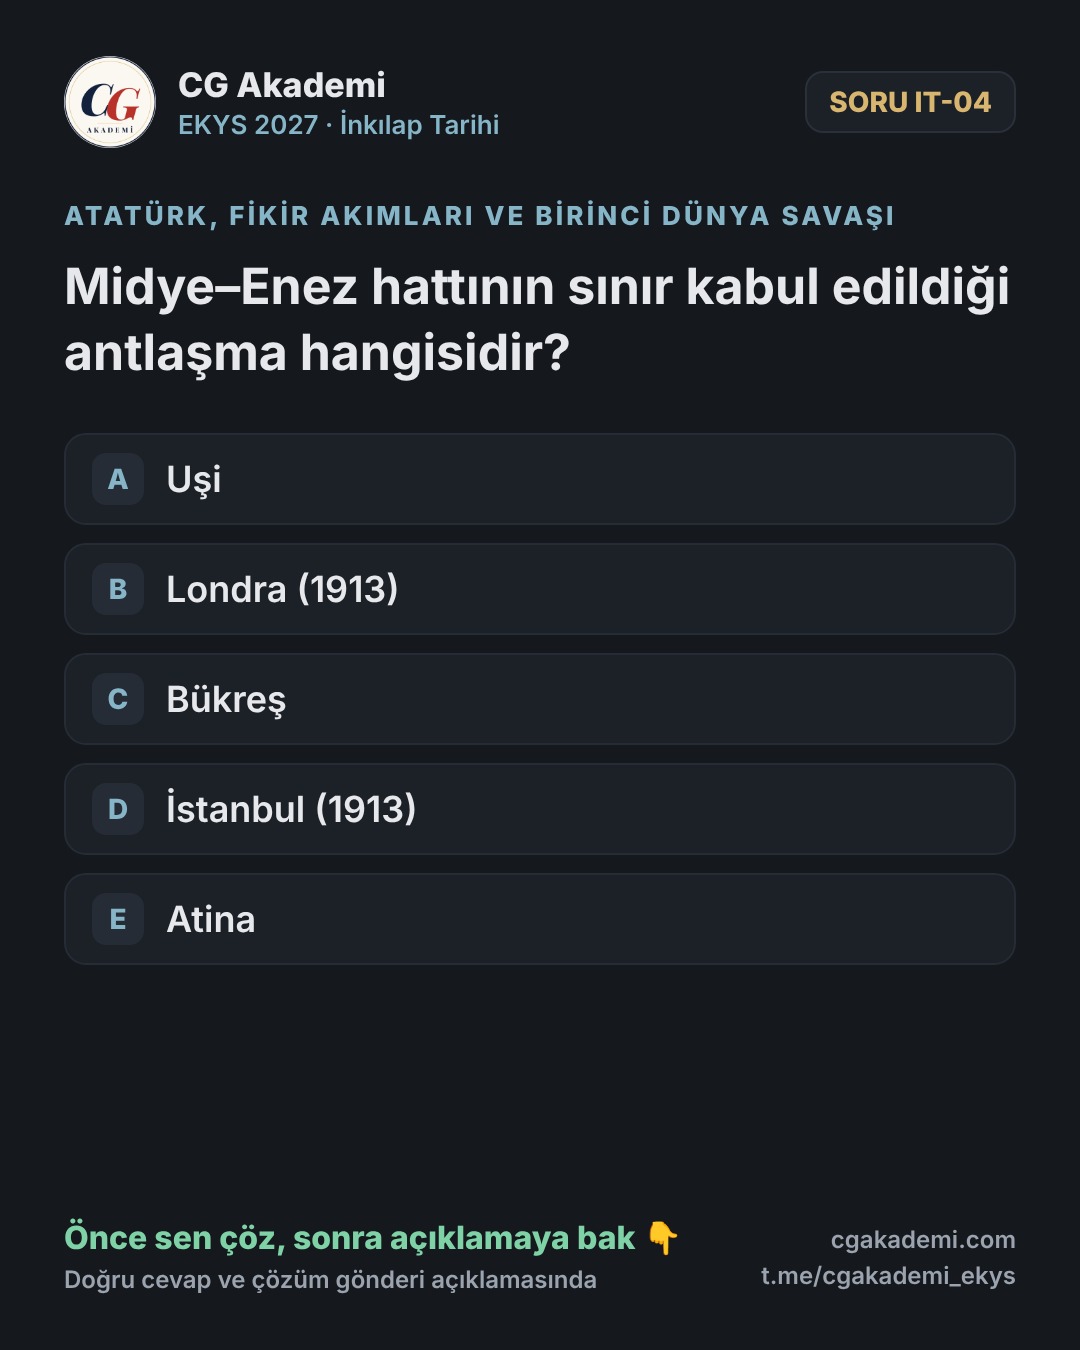 CG
AKADEMİ
CG Akademi
EKYS 2027 · İnkılap Tarihi
SORU IT-04
ATATÜRK, FİKİR AKIMLARI VE BİRİNCİ DÜNYA SAVAŞI
Midye–Enez hattının sınır kabul edildiği
antlaşma hangisidir?
A Uşi
B Londra (1913)
C Bükreş
D İstanbul (1913)
E Atina
Önce sen çöz, sonra açıklamaya bak 👇
Doğru cevap ve çözüm gönderi açıklamasında
cgakademi.com
t.me/cgakademi_ekys